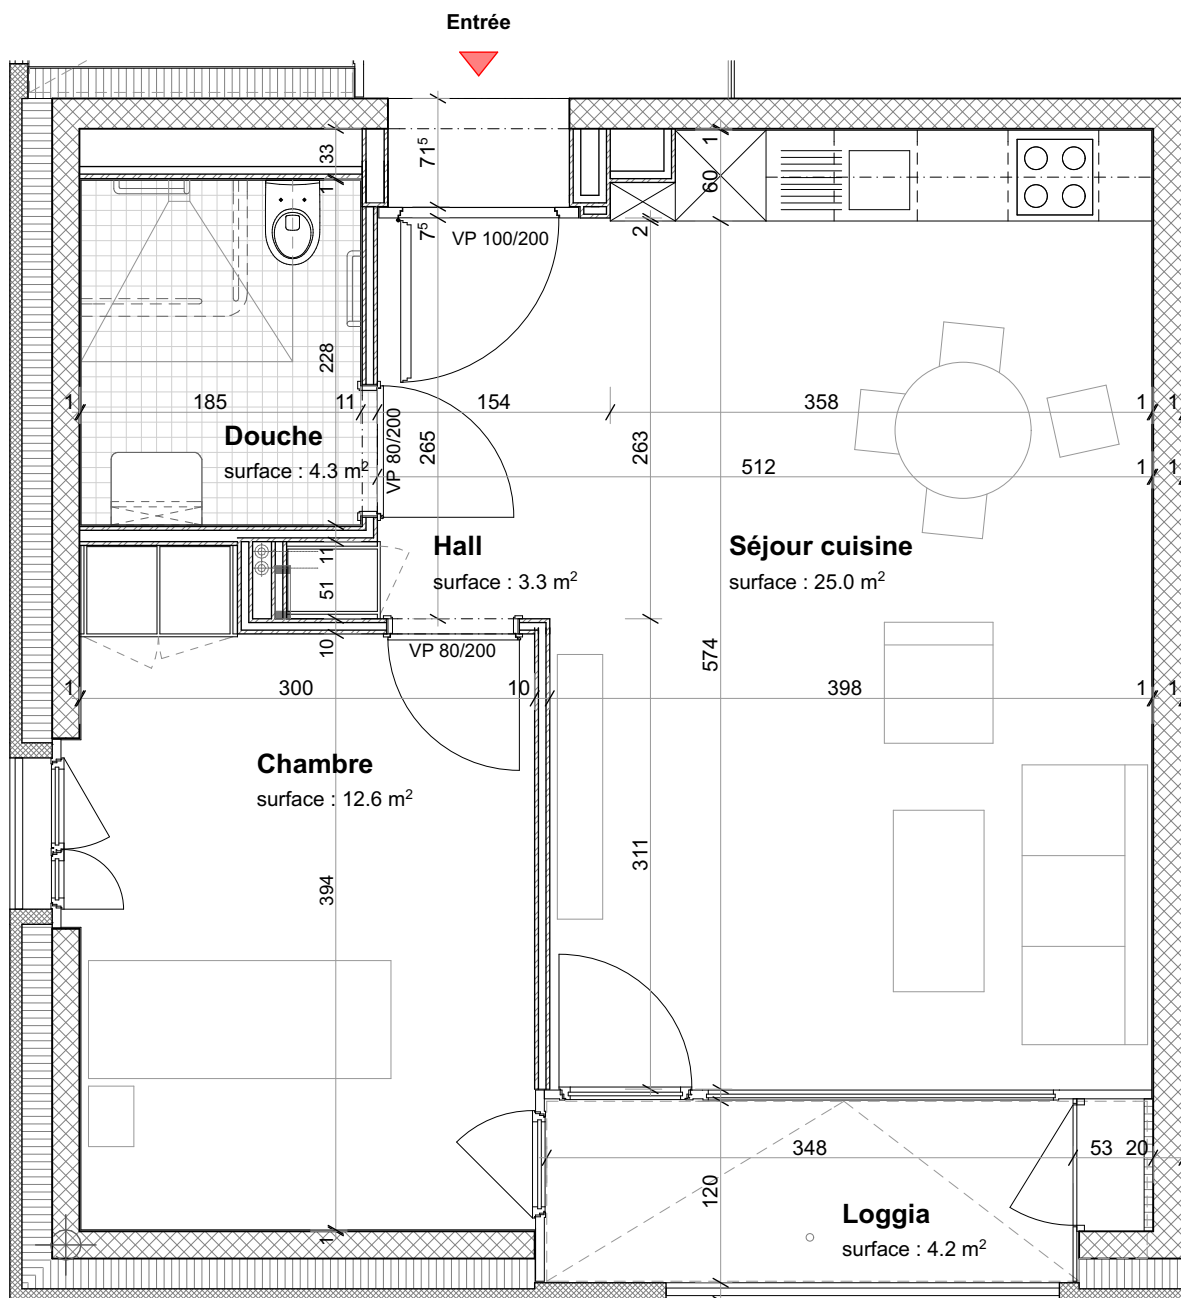 Entrée
33
71⁵
1
60
1
7⁵
VP 100/200
2
228
1
185
11
154
358
1
1
Douche
surface : 4.3 m²
VP 80/200
265
263
512
1
1
11
51
Hall
surface : 3.3 m²
Séjour cuisine
surface : 25.0 m²
10
VP 80/200
574
1
300
10
398
1
1
Chambre
surface : 12.6 m²
311
394
348
53
20
120
Loggia
surface : 4.2 m²
1